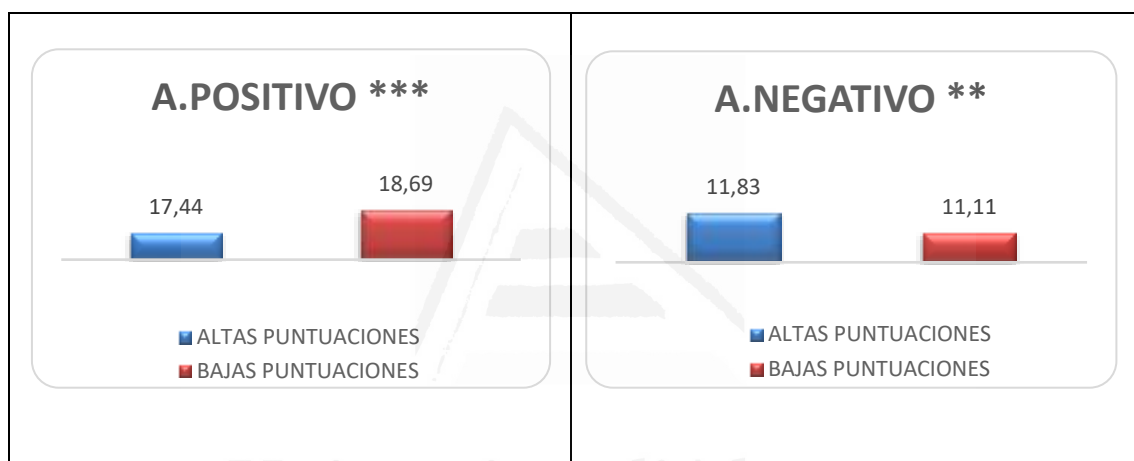 A.POSITIVO ***
18,69
17,44
ALTAS PUNTUACIONES
BAJAS PUNTUACIONES
A.NEGATIVO **
11,83
11,11
ALTAS PUNTUACIONES
BAJAS PUNTUACIONES